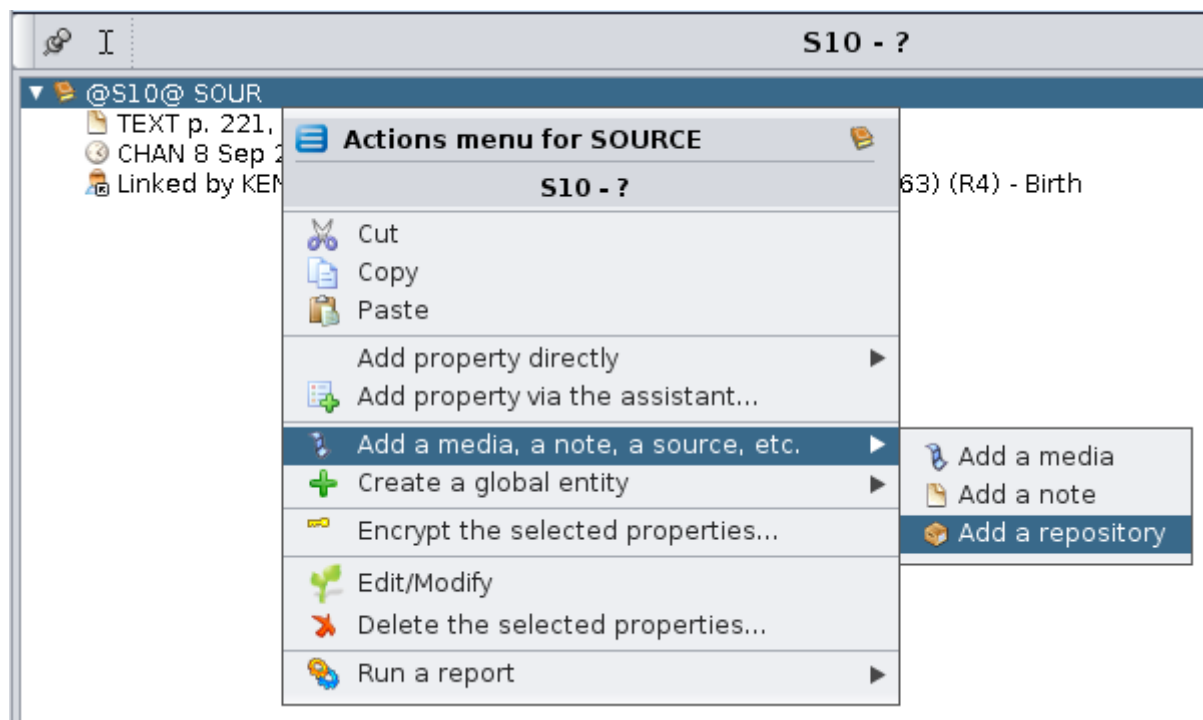 S10 - ?
@S10@ SOUR
TEXT p. 221,
CHAN 8 Sep
Linked by
63) (R4) - Birth
Actions menu for SOURCE
S10 - ?
Cut
Copy
Paste
Add property directly
Add property via the assistant...
Add a media, a note, a source, etc.
Create a global entity
Encrypt the selected properties...
Edit/Modify
Delete the selected properties...
Run a report
Add a media
Add a note
Add a repository